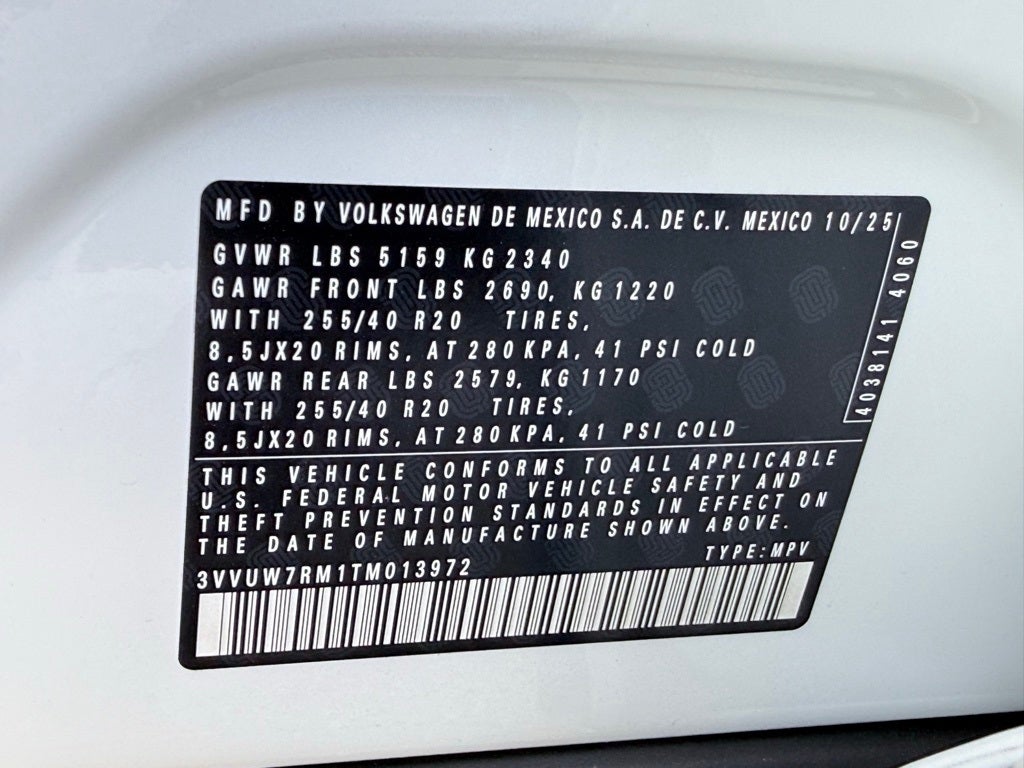 MFD BY VOLKSWAGEN DE MEXICO S.A. DE C.V. MEXICO 10/25
GVWR LBS 5159 KG 2340
GAWR FRONT LBS 2690, KG 1220
WITH 255/40 R20 TIRES,
8,5JX20 RIMS, AT 280 KPA, 41 PSI COLD
GAWR REAR LBS 2579, KG 1170
WITH 255/40 R20 TIRES,
8,5JX20 RIMS, AT 280 KPA, 41 PSI COLD
4038141 4060
THIS VEHICLE CONFORMS TO ALL APPLICABLE
U.S. FEDERAL MOTOR VEHICLE SAFETY AND
THEFT PREVENTION STANDARDS IN EFFECT ON
THE DATE OF MANUFACTURE SHOWN ABOVE.
TYPE:MPV
3VVUW7RM1TM013972